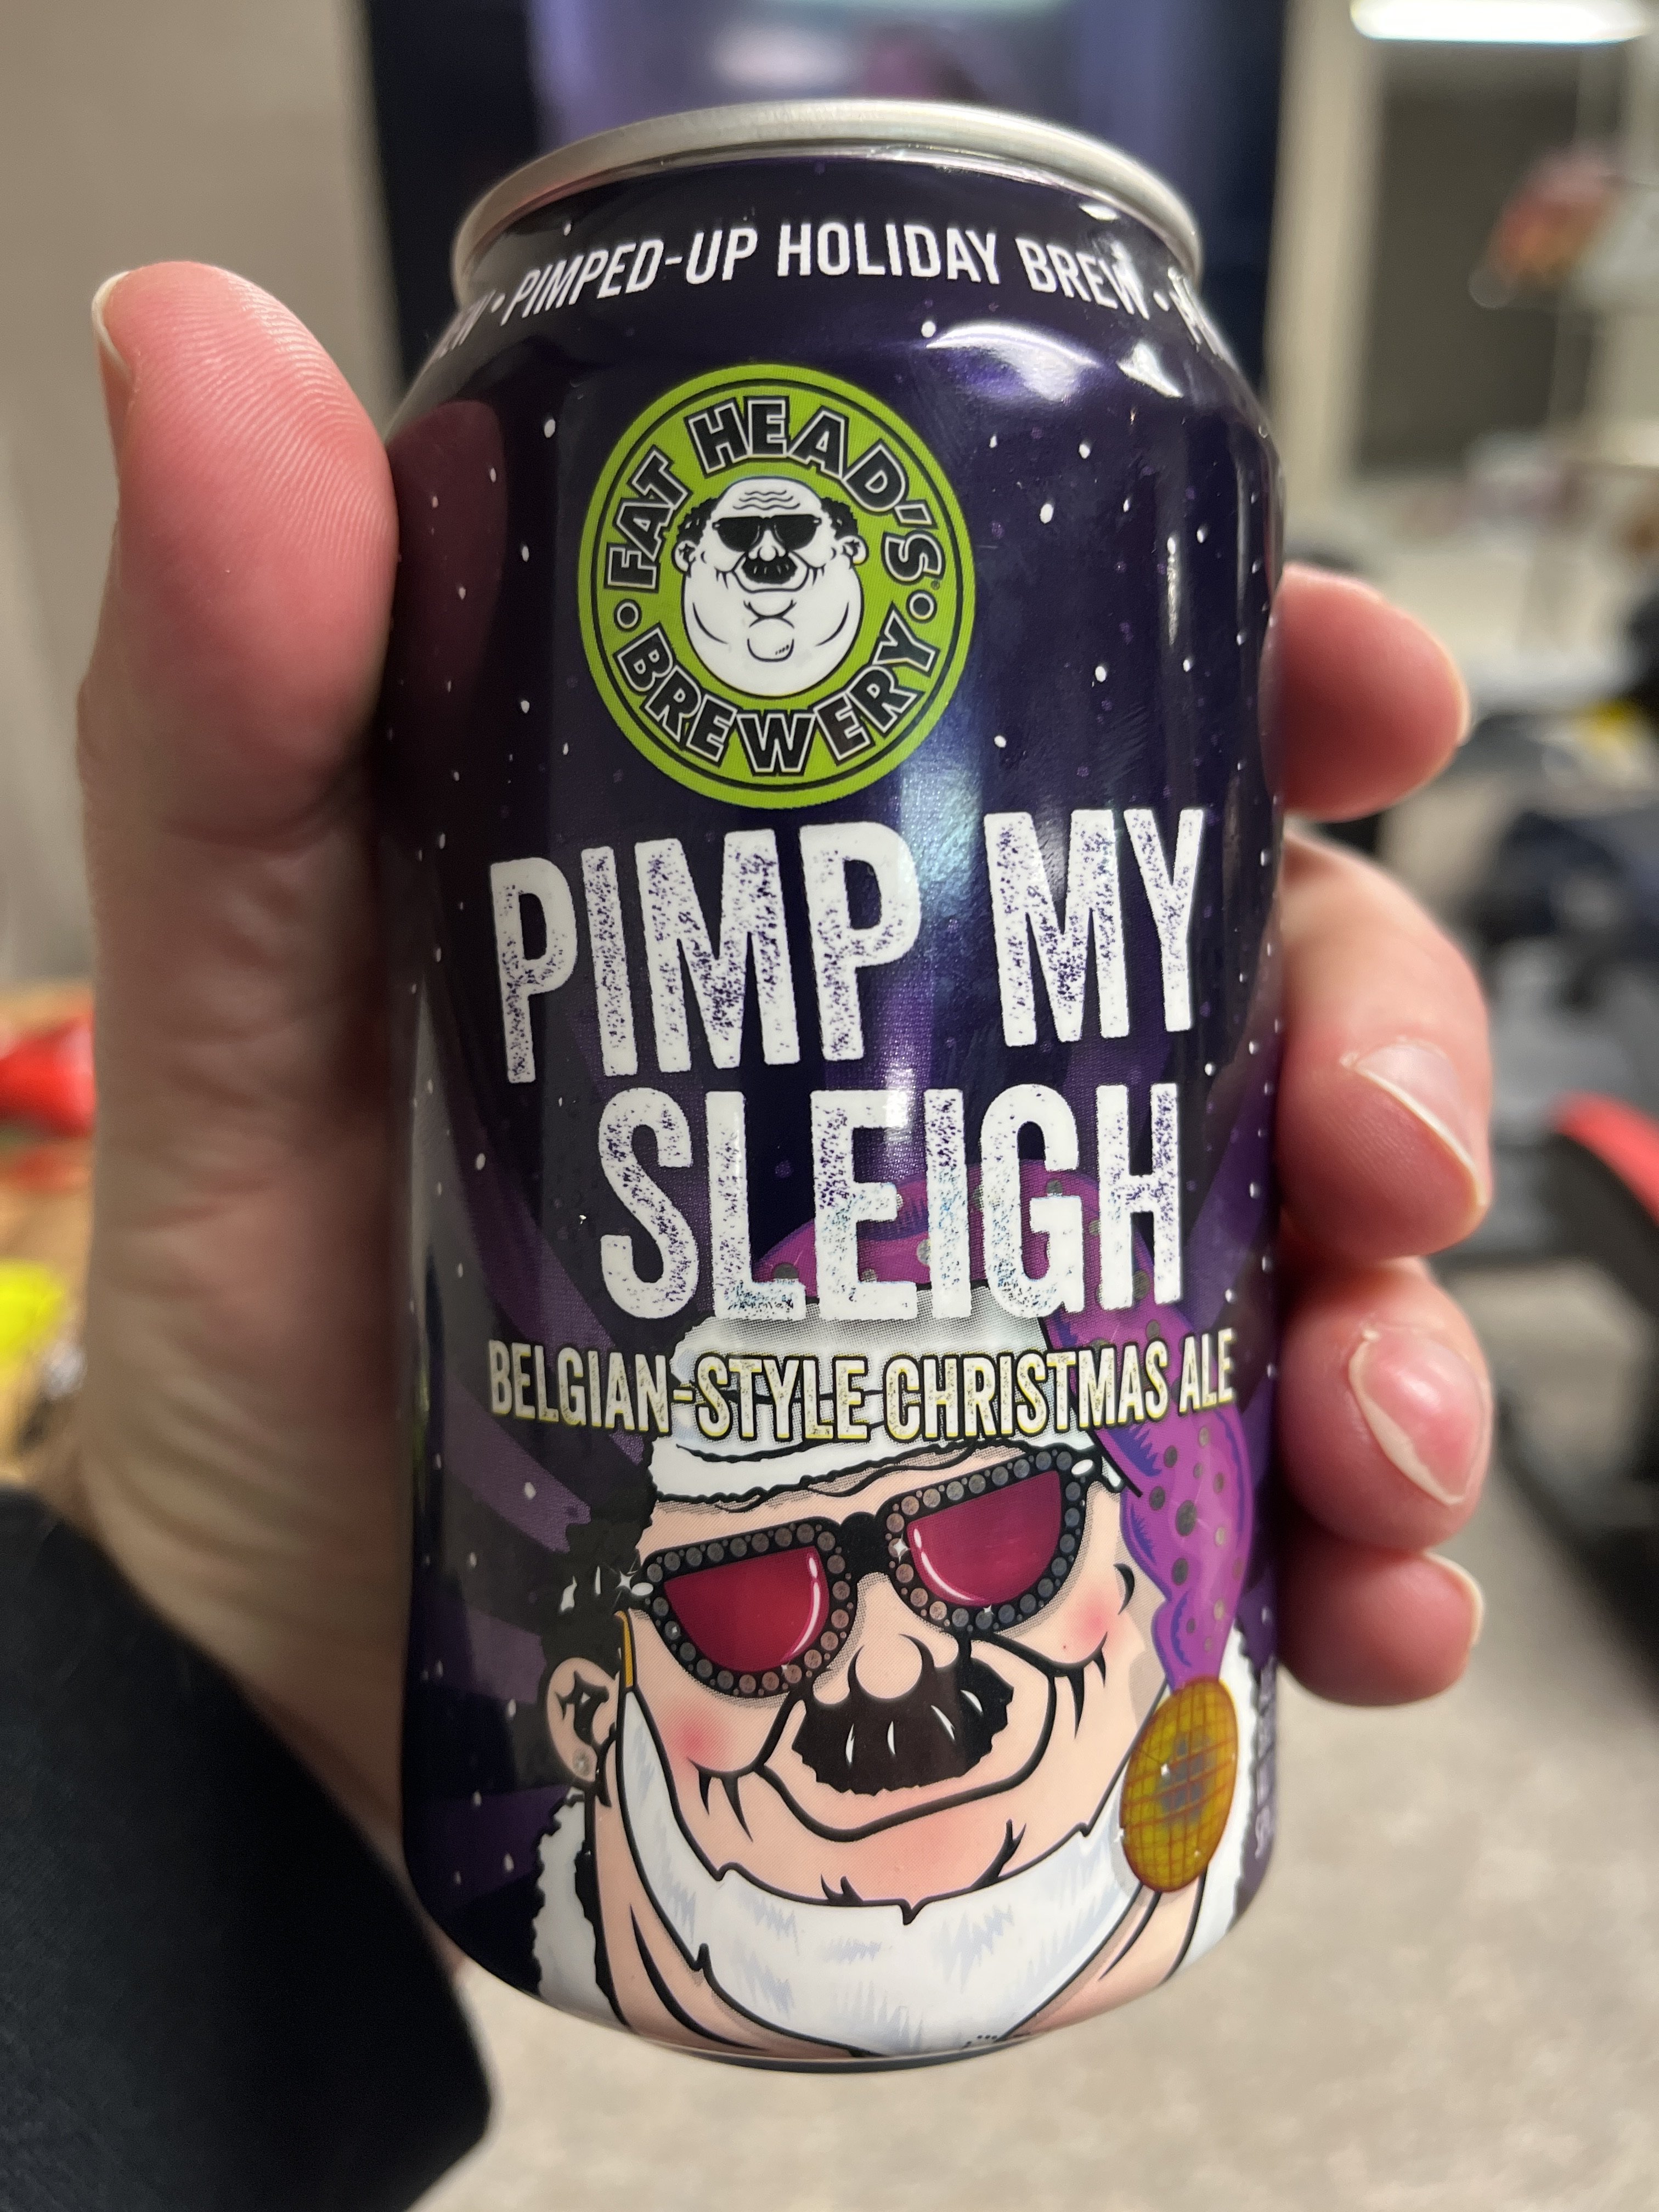 PIMPED-UP HOLIDAY BREW •
• FAT HEAD'S •
BREWERY
PIMP MY
SLEIGH
BELGIAN-STYLE CHRISTMAS ALE